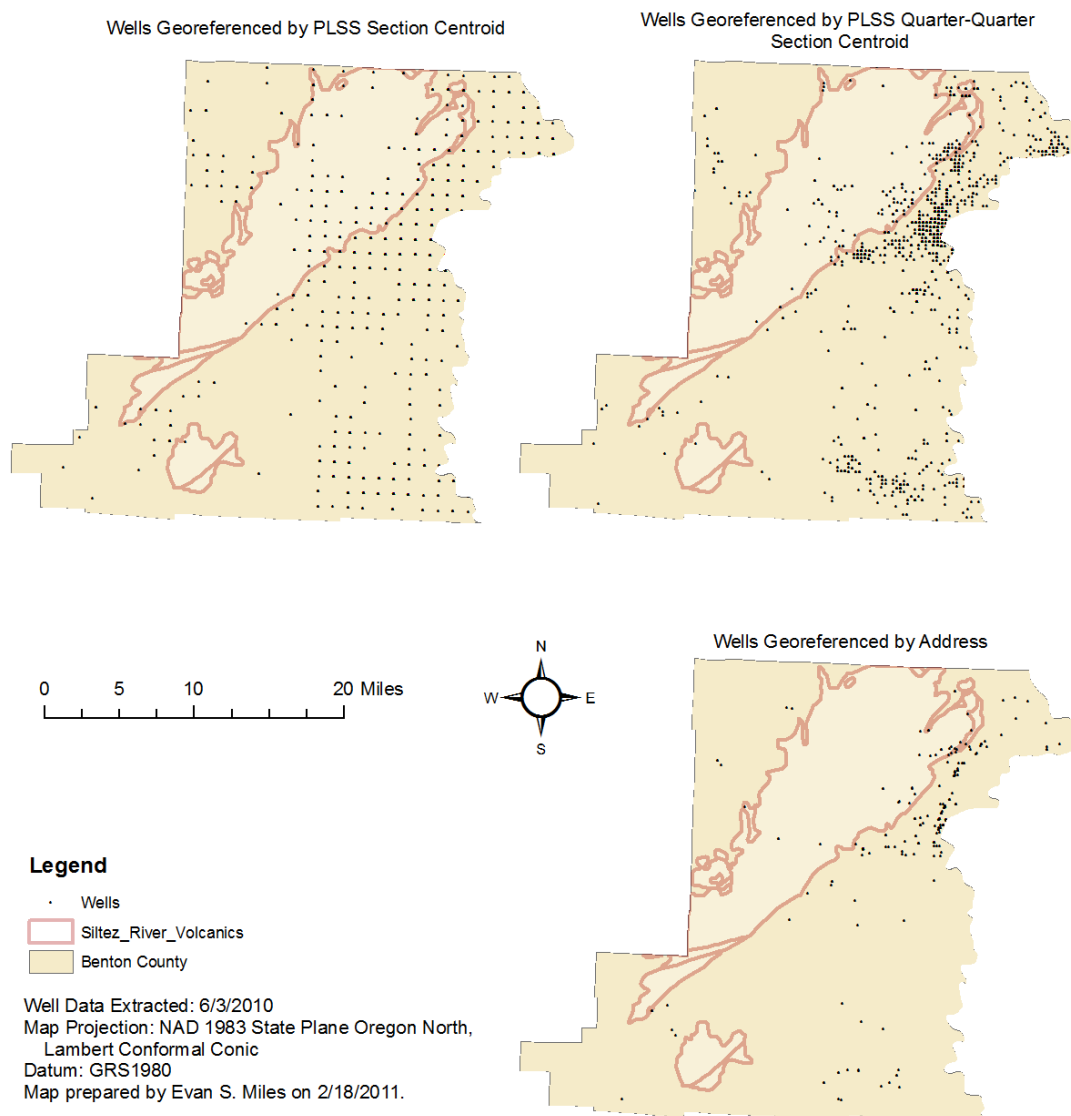 Wells Georeferenced by PLSS Section Centroid
Wells Georeferenced by PLSS Quarter-Quarter
Section Centroid
Wells Georeferenced by Address
0 5 10 20 Miles
N
W E
S
Legend
Wells
Siltez_River_Volcanics
Benton County
Well Data Extracted: 6/3/2010
Map Projection: NAD 1983 State Plane Oregon North,
Lambert Conformal Conic
Datum: GRS1980
Map prepared by Evan S. Miles on 2/18/2011.